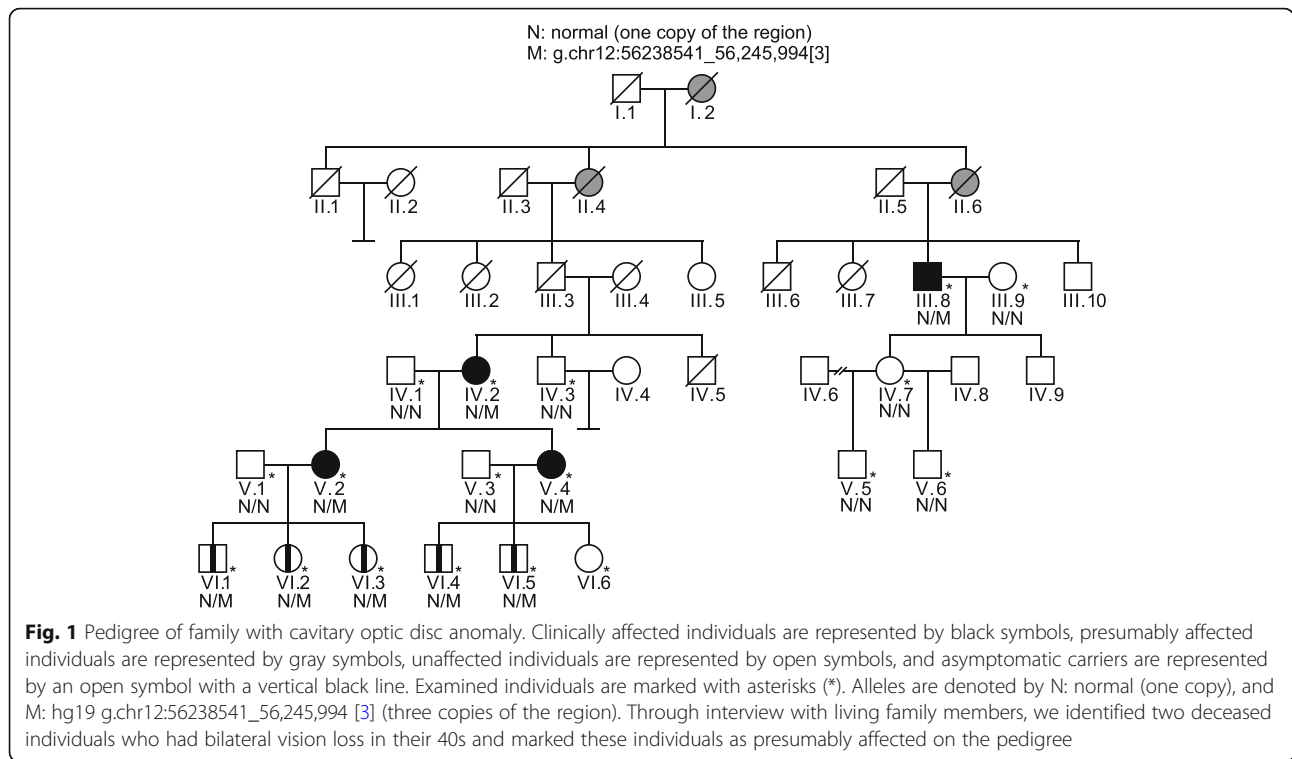 N: normal (one copy of the region)
M: g.chr12:56238541_56,245,994[3]
I.1 I.2
II.1 II.2 II.3 II.4 II.5 II.6
III.1 III.2 III.3 III.4 III.5 III.6 III.7 III.8 * III.9 * III.10
N/M N/N
IV.1 * IV.2 * IV.3 * IV.4 IV.5 IV.6 IV.7 * IV.8 IV.9
N/N N/M N/N N/N
V.1 * V.2 * V.3 * V.4 * V.5 * V.6 *
N/N N/M N/N N/M N/N N/N
VI.1 * VI.2 * VI.3 * VI.4 * VI.5 * VI.6 *
N/M N/M N/M N/M N/M
Fig. 1 Pedigree of family with cavitary optic disc anomaly. Clinically affected individuals are represented by black symbols, presumably affected
individuals are represented by gray symbols, unaffected individuals are represented by open symbols, and asymptomatic carriers are represented
by an open symbol with a vertical black line. Examined individuals are marked with asterisks (*). Alleles are denoted by N: normal (one copy), and
M: hg19 g.chr12:56238541_56,245,994 [3] (three copies of the region). Through interview with living family members, we identified two deceased
individuals who had bilateral vision loss in their 40s and marked these individuals as presumably affected on the pedigree